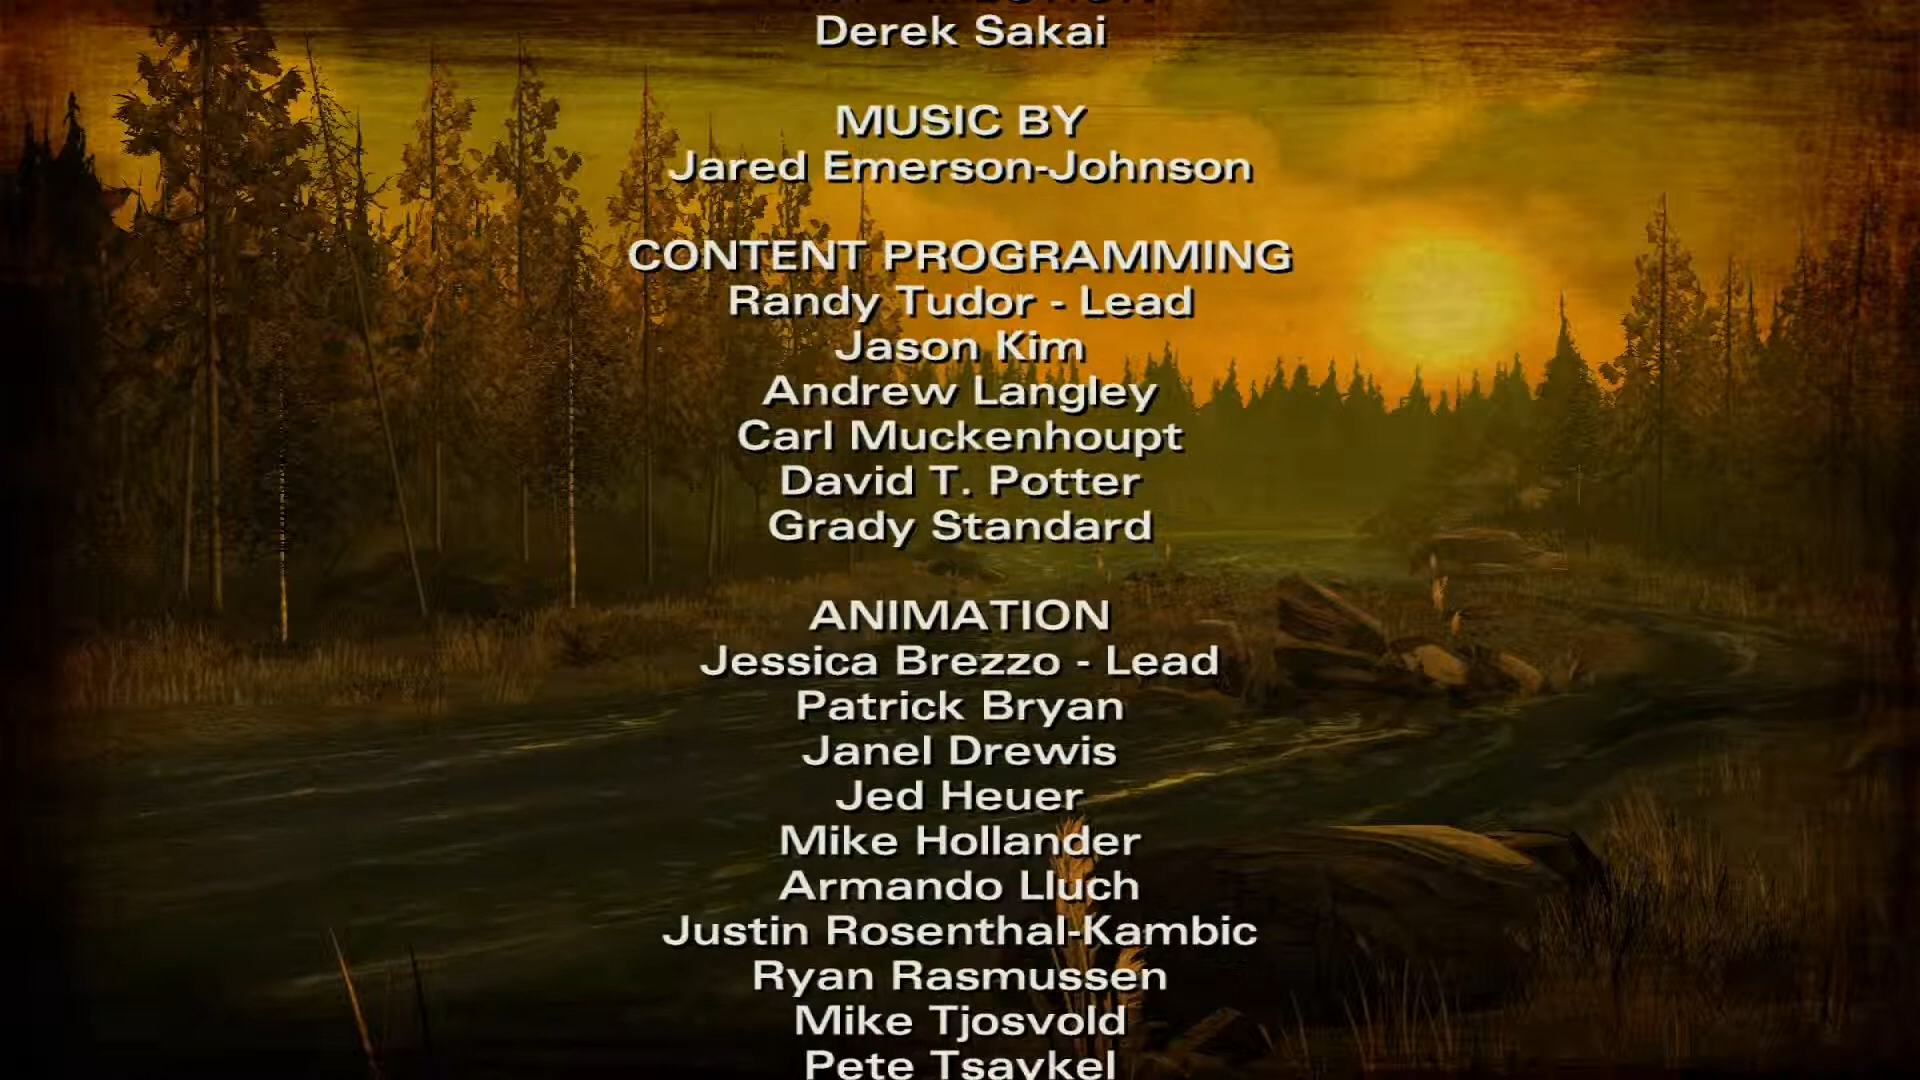 Derek Sakai
MUSIC BY
Jared Emerson-Johnson
CONTENT PROGRAMMING
Randy Tudor - Lead
Jason Kim
Andrew Langley
Carl Muckenhoupt
David T. Potter
Grady Standard
ANIMATION
Jessica Brezzo - Lead
Patrick Bryan
Janel Drewis
Jed Heuer
Mike Hollander
Armando Lluch
Justin Rosenthal-Kambic
Ryan Rasmussen
Mike Tjosvold
Pete Tsaykel